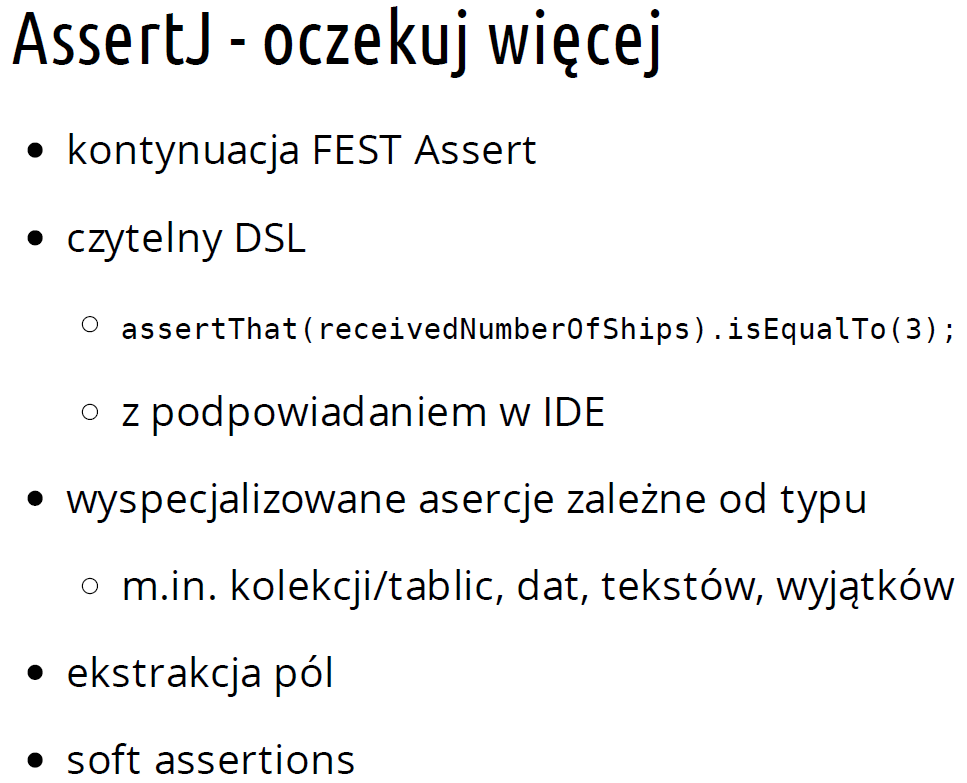 AssertJ - oczekuj więcej
• kontynuacja FEST Assert
• czytelny DSL
○ assertThat(receivedNumberOfShips).isEqualTo(3);
○ z podpowiadaniem w IDE
• wyspecjalizowane asercje zależne od typu
○ m.in. kolekcji/tablic, dat, tekstów, wyjątków
• ekstrakcja pól
• soft assertions